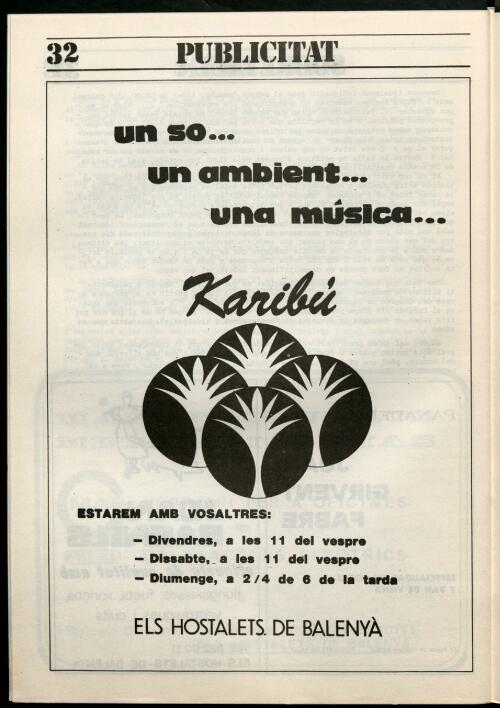 32 PUBLICITAT
un so...
un ambient...
una música...
Karibú
ESTAREM AMB VOSALTRES:
– Divendres, a les 11 del vespre
– Dissabte, a les 11 del vespre
– Diumenge, a 2/4 de 6 de la tarda
ELS HOSTALETS DE BALENYÀ